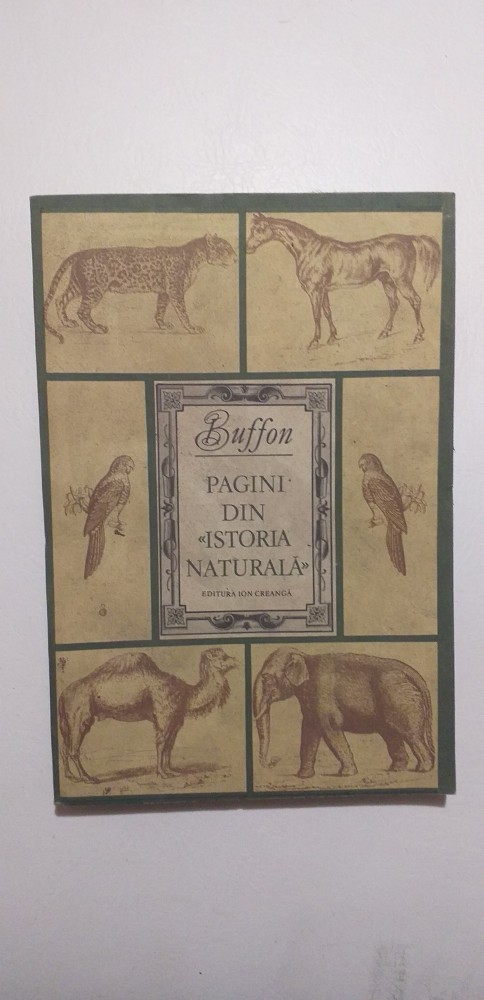 Buffon
PAGINI
DIN
«ISTORIA
NATURALĂ»
EDITURA ION CREANGĂ